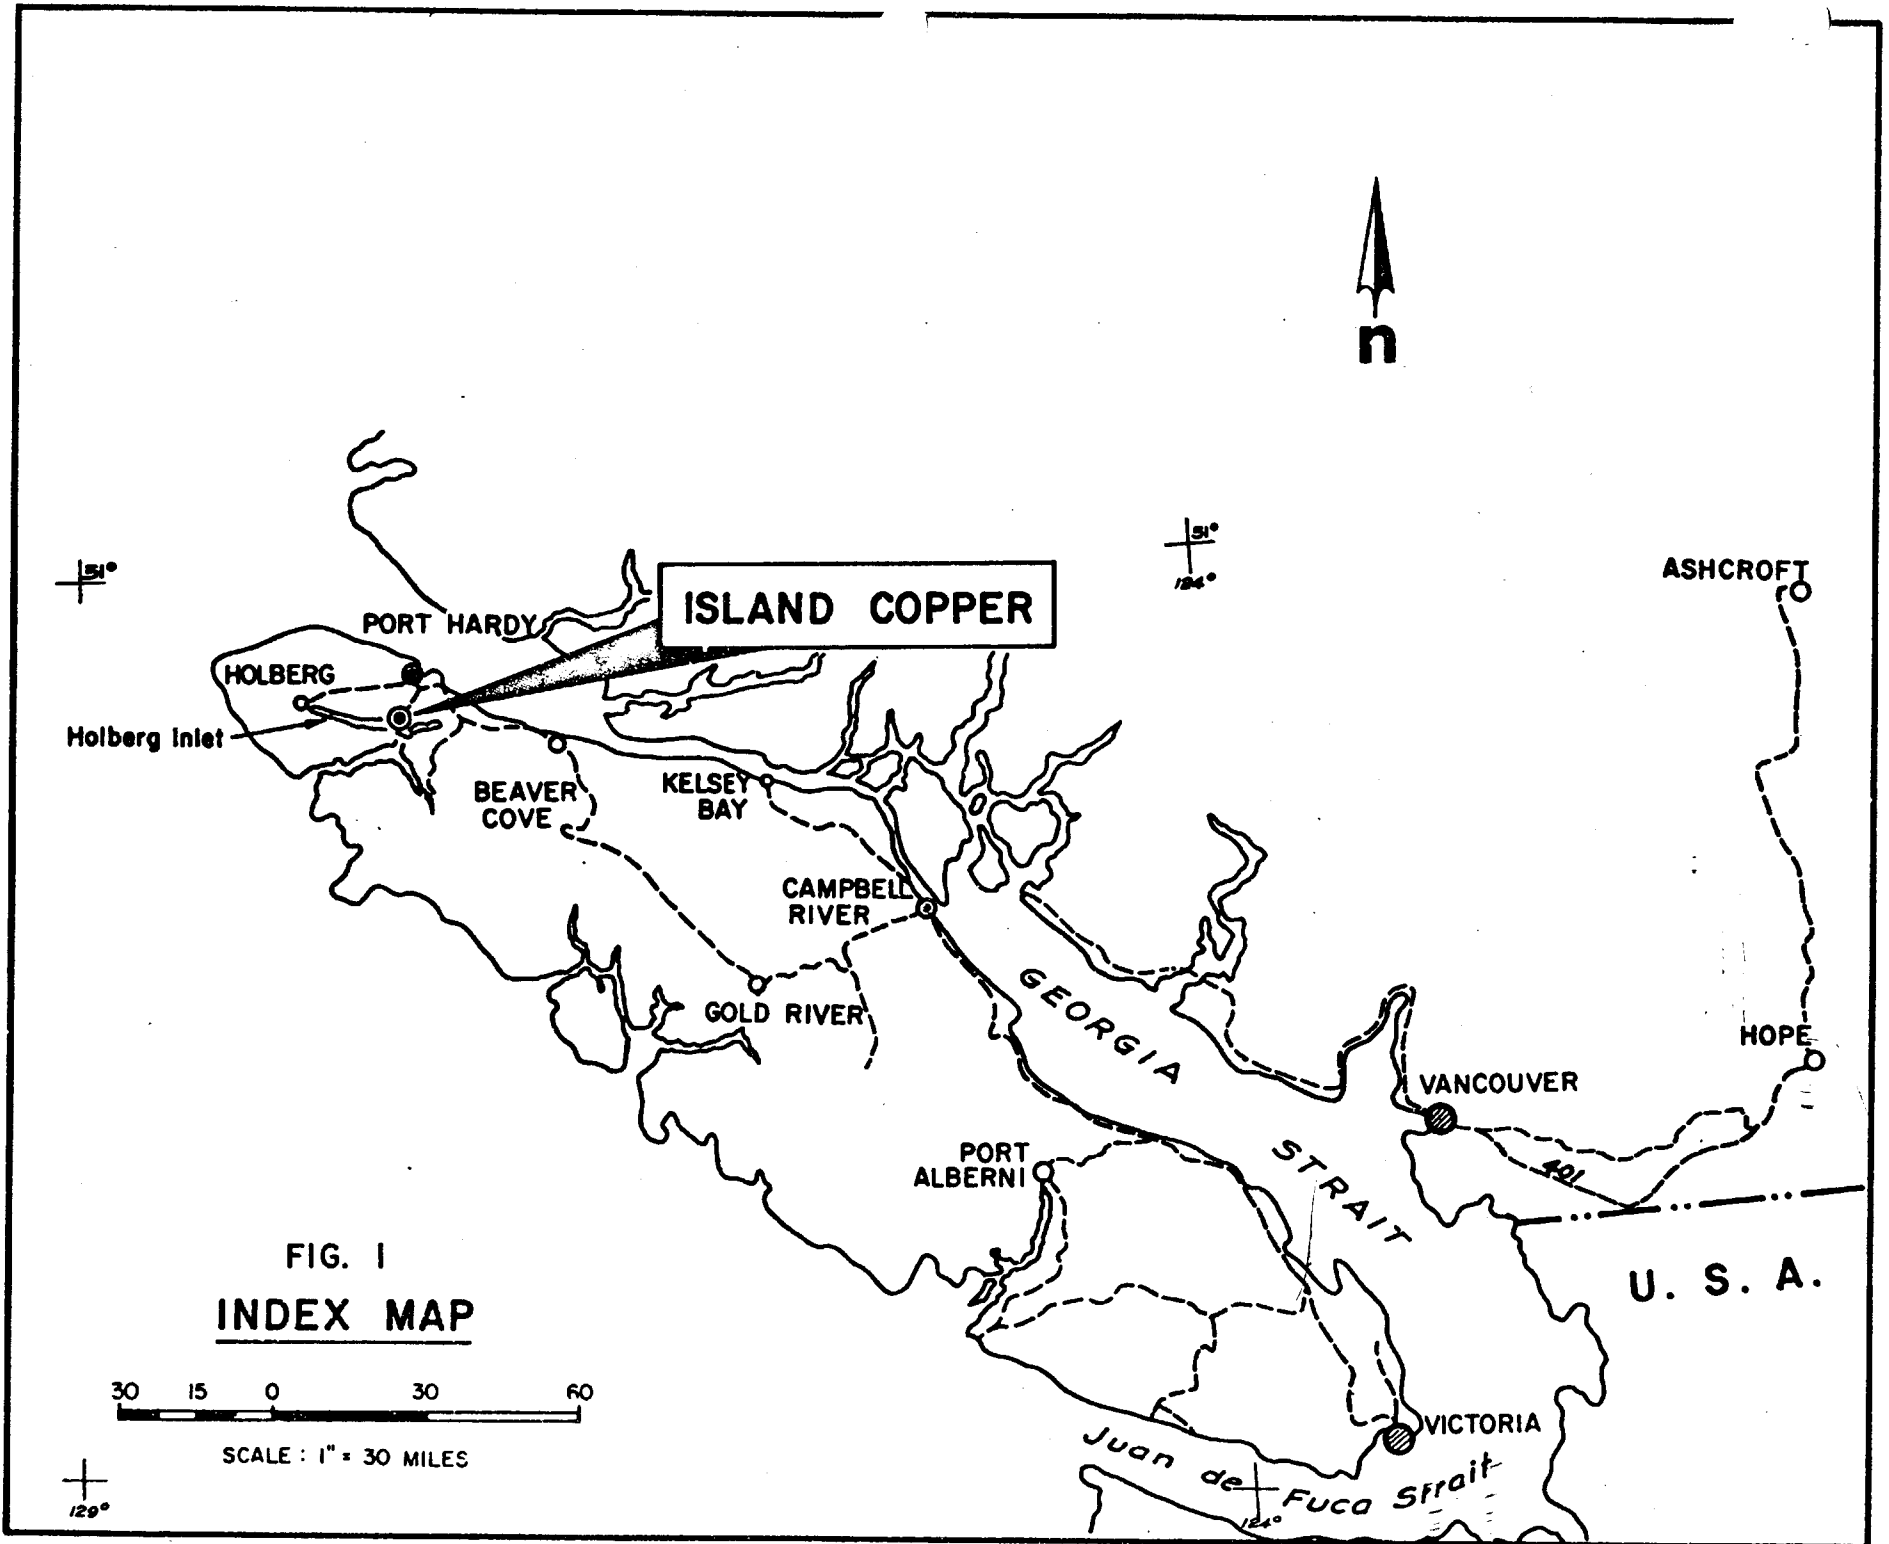 n
51°
124°
51°
ASHCROFT
ISLAND COPPER
PORT HARDY
HOLBERG
Holberg Inlet
BEAVER
COVE
KELSEY
BAY
CAMPBELL
RIVER
GOLD RIVER
GEORGIA
STRAIT
HOPE
VANCOUVER
401
PORT
ALBERNI
U. S. A.
FIG. 1
INDEX MAP
30 15 0 30 60
SCALE : 1" = 30 MILES
VICTORIA
Juan de Fuca Strait
129°
124°